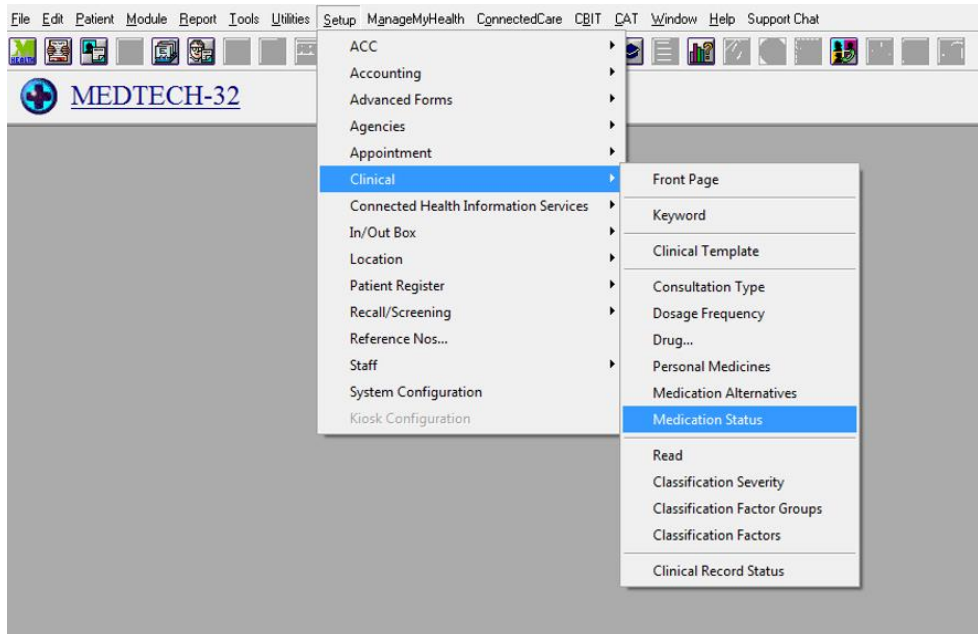 File Edit Patient Module Report Tools Utilities Setup ManageMyHealth ConnectedCare CBIT CAT Window Help Support Chat
MEDTECH-32
ACC
Accounting
Advanced Forms
Agencies
Appointment
Clinical
Connected Health Information Services
In/Out Box
Location
Patient Register
Recall/Screening
Reference Nos...
Staff
System Configuration
Kiosk Configuration
Front Page
Keyword
Clinical Template
Consultation Type
Dosage Frequency
Drug...
Personal Medicines
Medication Alternatives
Medication Status
Read
Classification Severity
Classification Factor Groups
Classification Factors
Clinical Record Status